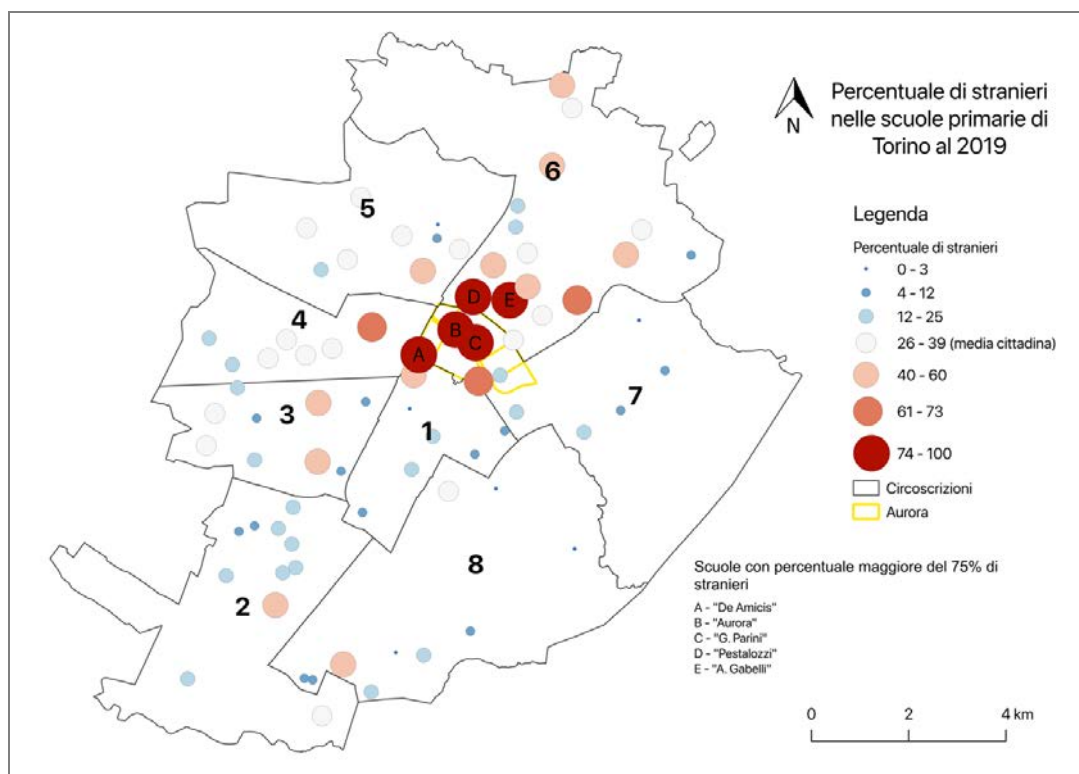 Percentuale di stranieri
nelle scuole primarie di
Torino al 2019
N
6
5
D
E
B
C
4
A
7
3
1
8
2
Legenda
Percentuale di stranieri
0 - 3
4 - 12
12 - 25
26 - 39 (media cittadina)
40 - 60
61 - 73
74 - 100
Circoscrizioni
Aurora
Scuole con percentuale maggiore del 75% di
stranieri
A - "De Amicis"
B - "Aurora"
C - "G. Parini"
D - "Pestalozzi"
E - "A. Gabelli"
0 2 4 km